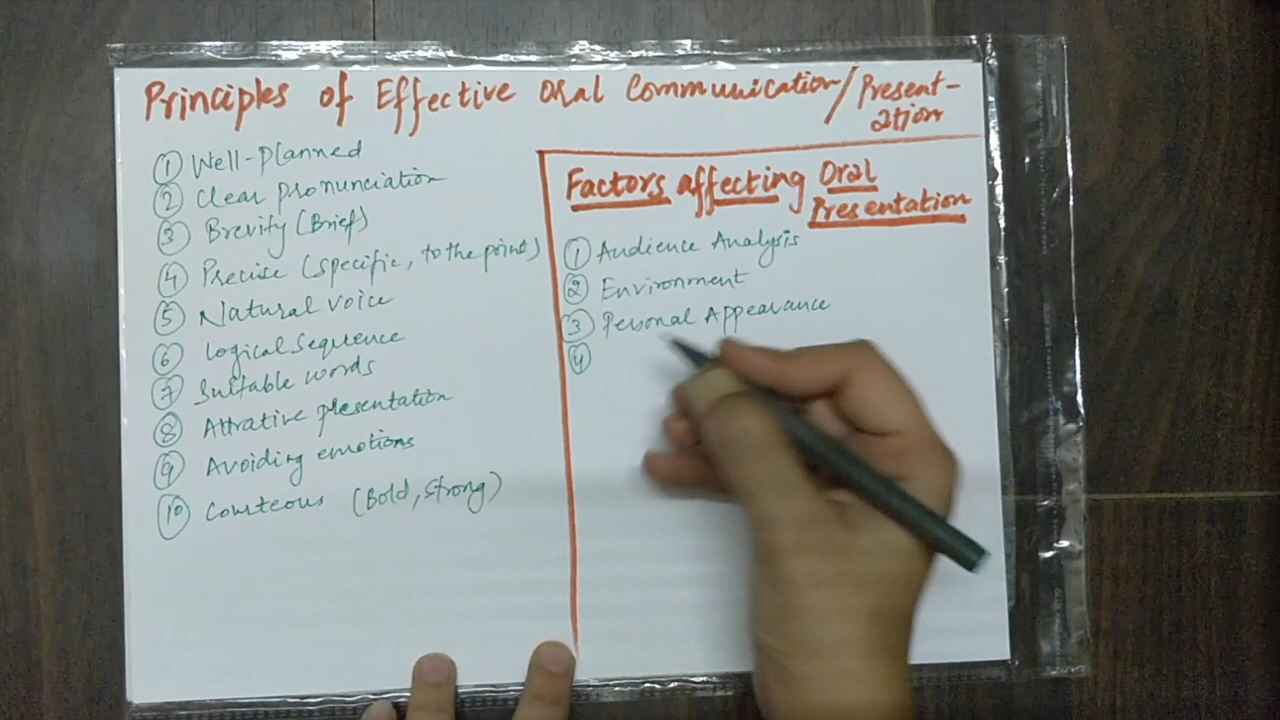 Principles of Effective Oral Communication/Present-
ation
① Well-planned
② Clear pronunciation
③ Brevity (Brief)
④ Precise (specific, to the point)
⑤ Natural voice
⑥ Logical sequence
⑦ Suitable words
⑧ Attrative presentation
⑨ Avoiding emotions
⑩ Courteous (Bold, strong)
Factors affecting Oral
Presentation
① Audience Analysis
② Environment
③ Personal Appearance
④